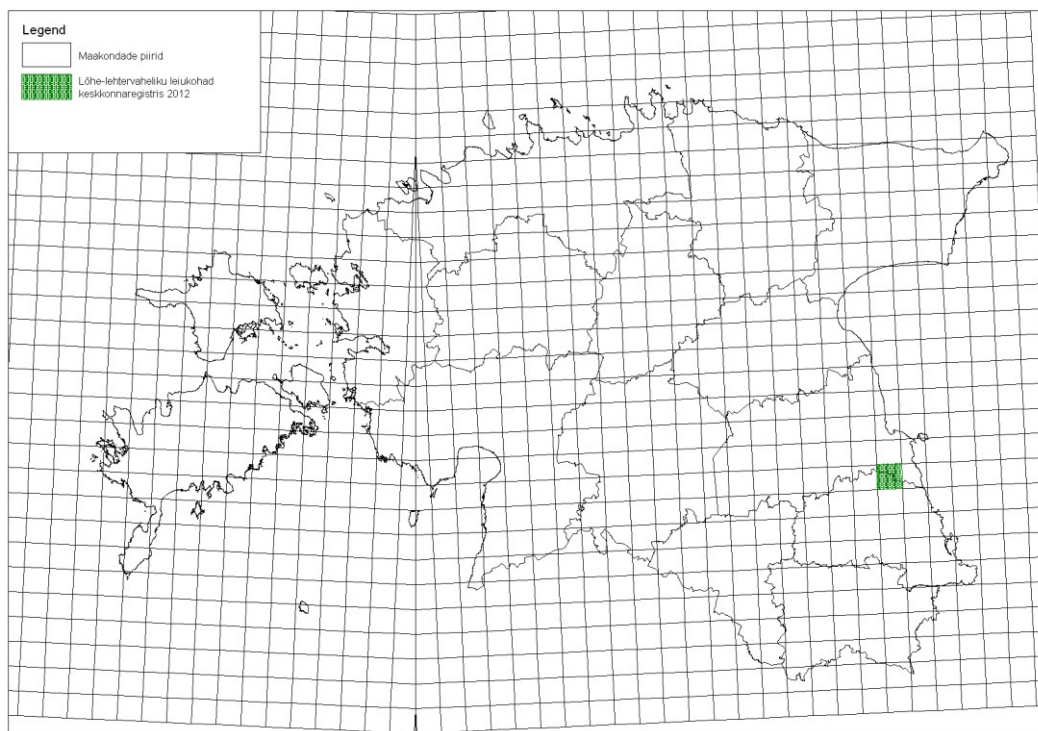 Legend
Maakondade piirid
Lõhe-lehtervaheliku leiukohad
keskkonnaregistris 2012